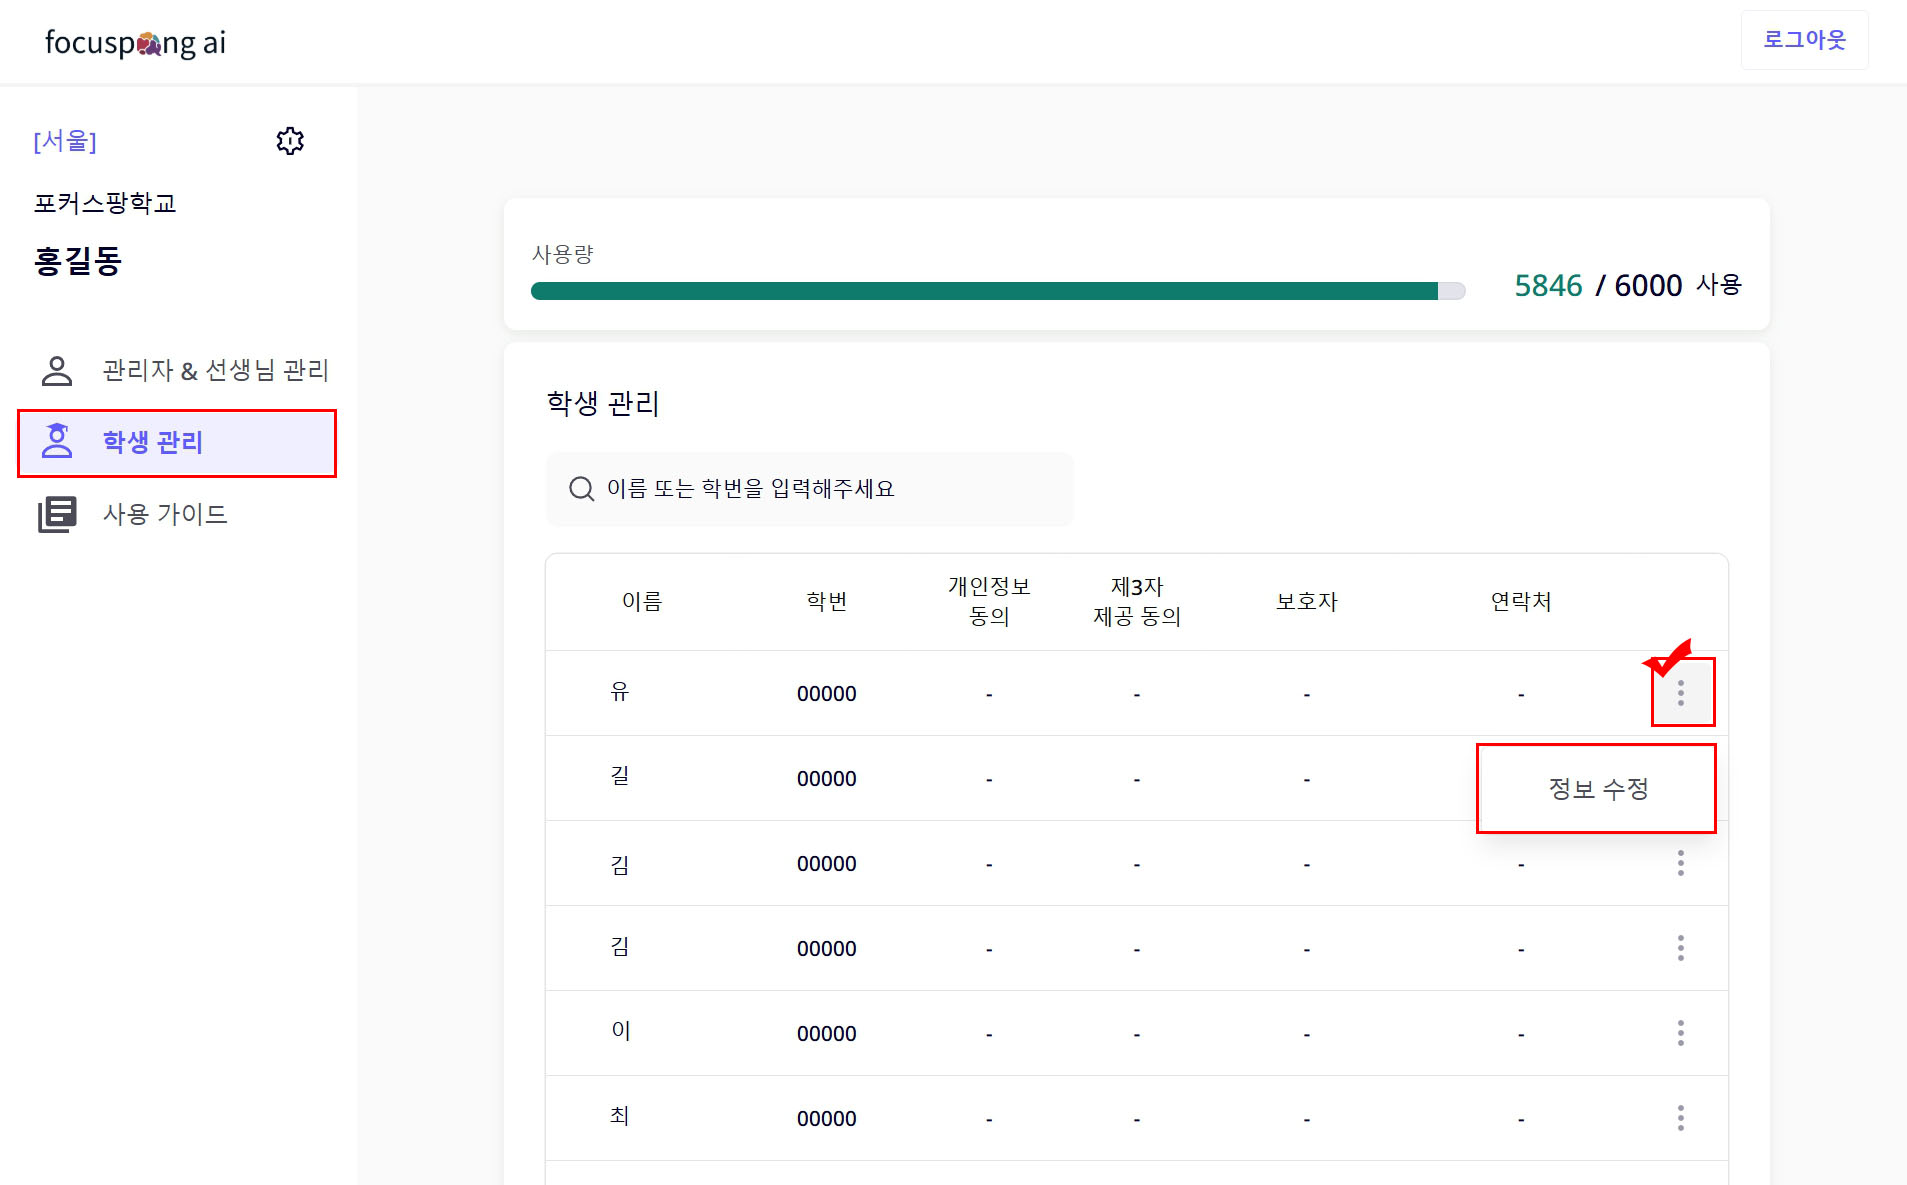 focuspang ai
로그아웃
[서울]
포커스팡학교
홍길동
관리자 & 선생님 관리
학생 관리
사용 가이드
사용량
5846 / 6000 사용
학생 관리
이름 또는 학번을 입력해주세요
이름 학번 개인정보 동의 제3자 제공 동의 보호자 연락처
유 00000 - - - -
길 00000 - - -
정보 수정
김 00000 - - - -
김 00000 - - - -
이 00000 - - - -
최 00000 - - - -